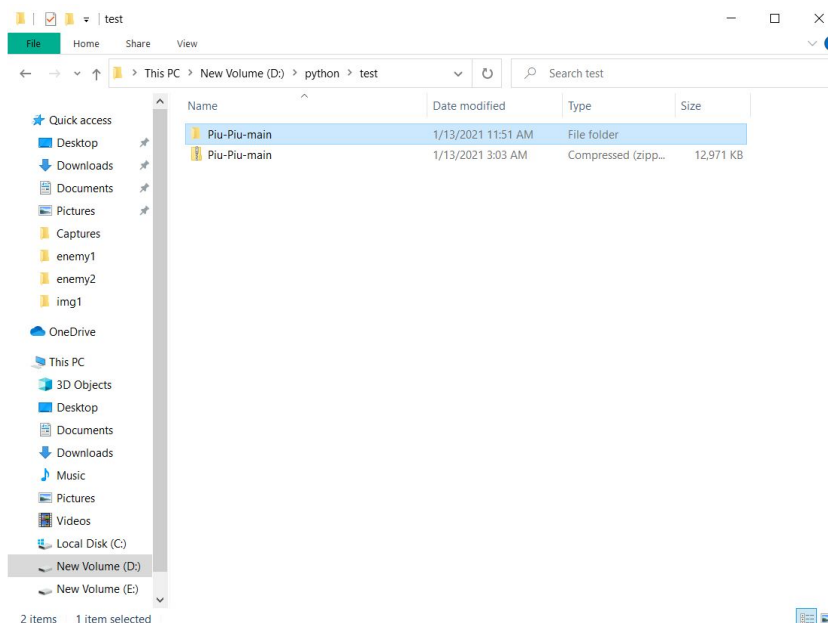 test
File Home Share View
This PC > New Volume (D:) > python > test
Search test
Name Date modified Type Size
Quick access
Desktop
Downloads
Documents
Pictures
Captures
enemy1
enemy2
img1
OneDrive
This PC
3D Objects
Desktop
Documents
Downloads
Music
Pictures
Videos
Local Disk (C:)
New Volume (D:)
New Volume (E:)
Piu-Piu-main 1/13/2021 11:51 AM File folder
Piu-Piu-main 1/13/2021 3:03 AM Compressed (zipp... 12,971 KB
2 items 1 item selected